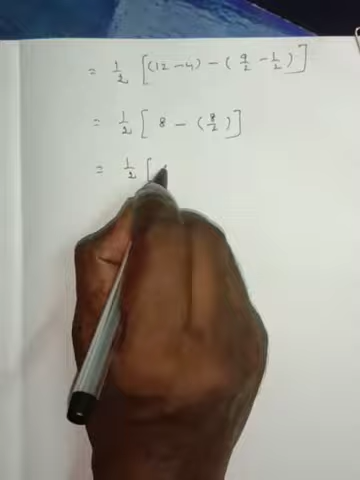 = 1/2 [(12 - 4) - (9/2 - 1/2)]
= 1/2 [8 - (8/2)]
= 1/2 [